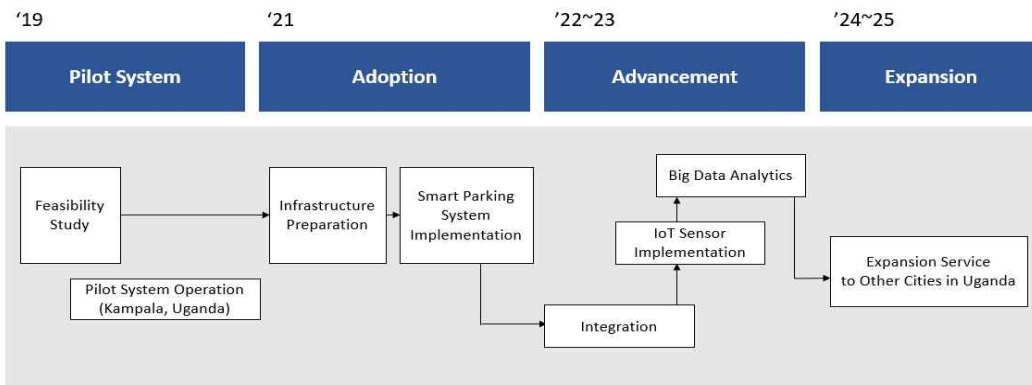 ‘19
‘21
’22~23
’24~25
Pilot System
Adoption
Advancement
Expansion
Feasibility
Study
Pilot System Operation
(Kampala, Uganda)
Infrastructure
Preparation
Smart Parking
System
Implementation
Integration
IoT Sensor
Implementation
Big Data Analytics
Expansion Service
to Other Cities in Uganda